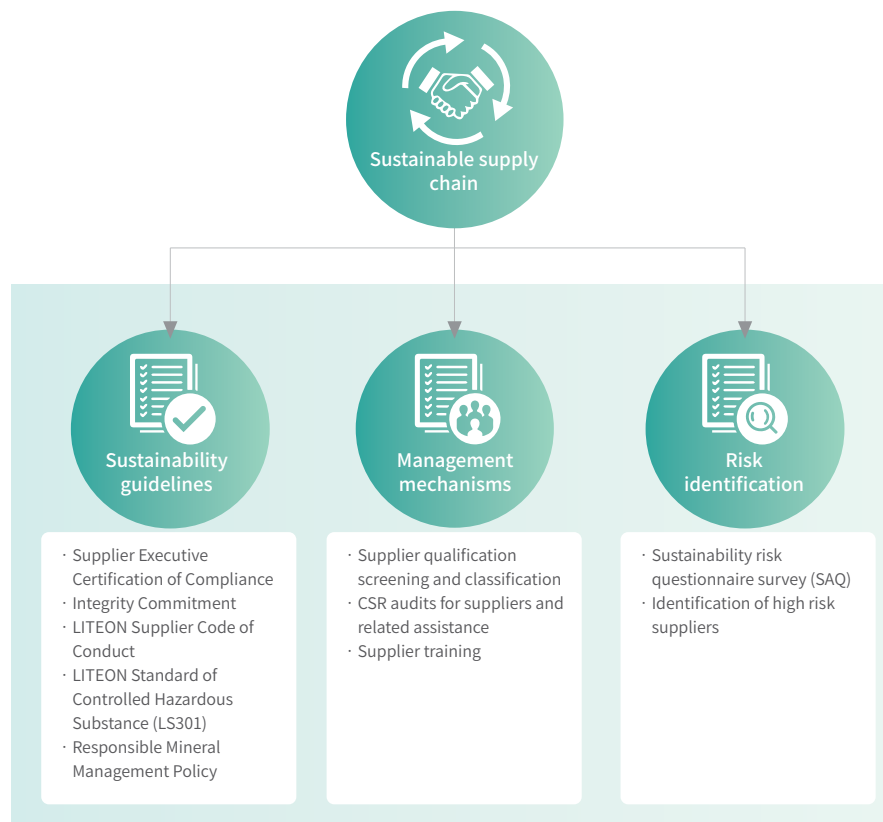 Sustainable supply
chain
Sustainability
guidelines
· Supplier Executive
Certification of Compliance
· Integrity Commitment
· LITEON Supplier Code of
Conduct
· LITEON Standard of
Controlled Hazardous
Substance (LS301)
· Responsible Mineral
Management Policy
Management
mechanisms
· Supplier qualification
screening and classification
· CSR audits for suppliers and
related assistance
· Supplier training
Risk
identification
· Sustainability risk
questionnaire survey (SAQ)
· Identification of high risk
suppliers